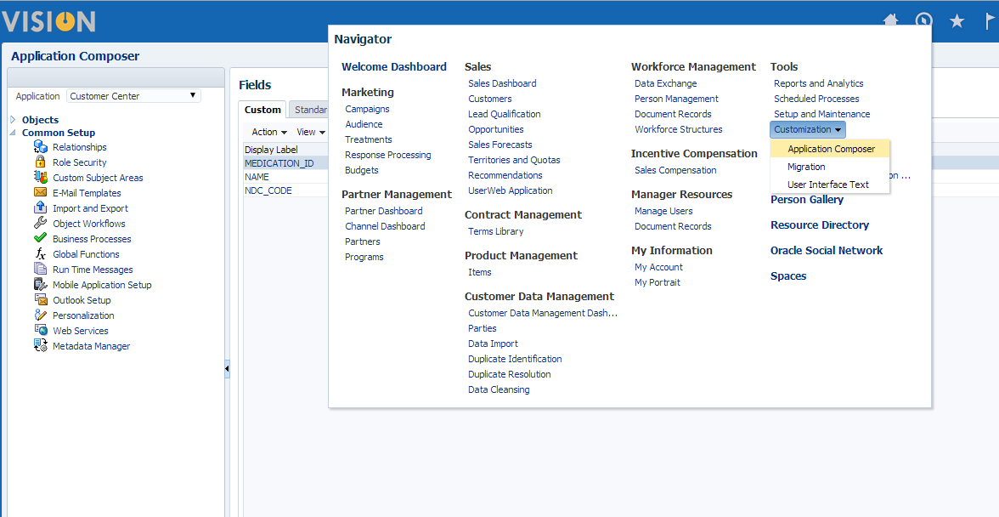 VISION
Application Composer
Application Customer Center
Objects
Common Setup
Relationships
Role Security
Custom Subject Areas
E-Mail Templates
Import and Export
Object Workflows
Business Processes
Global Functions
Run Time Messages
Mobile Application Setup
Outlook Setup
Personalization
Web Services
Metadata Manager
Fields
Custom Standar
Action View
Display Label
MEDICATION_ID
NAME
NDC_CODE
Navigator
Welcome Dashboard
Marketing
Campaigns
Audience
Treatments
Response Processing
Budgets
Partner Management
Partner Dashboard
Channel Dashboard
Partners
Programs
Sales
Sales Dashboard
Customers
Lead Qualification
Opportunities
Sales Forecasts
Territories and Quotas
Recommendations
UserWeb Application
Contract Management
Terms Library
Product Management
Items
Customer Data Management
Customer Data Management Dash...
Parties
Data Import
Duplicate Identification
Duplicate Resolution
Data Cleansing
Workforce Management
Data Exchange
Person Management
Document Records
Workforce Structures
Incentive Compensation
Sales Compensation
Manager Resources
Manage Users
Document Records
My Information
My Account
My Portrait
Tools
Reports and Analytics
Scheduled Processes
Setup and Maintenance
Customization
Application Composer
Migration
on ...
User Interface Text
Person Gallery
Resource Directory
Oracle Social Network
Spaces